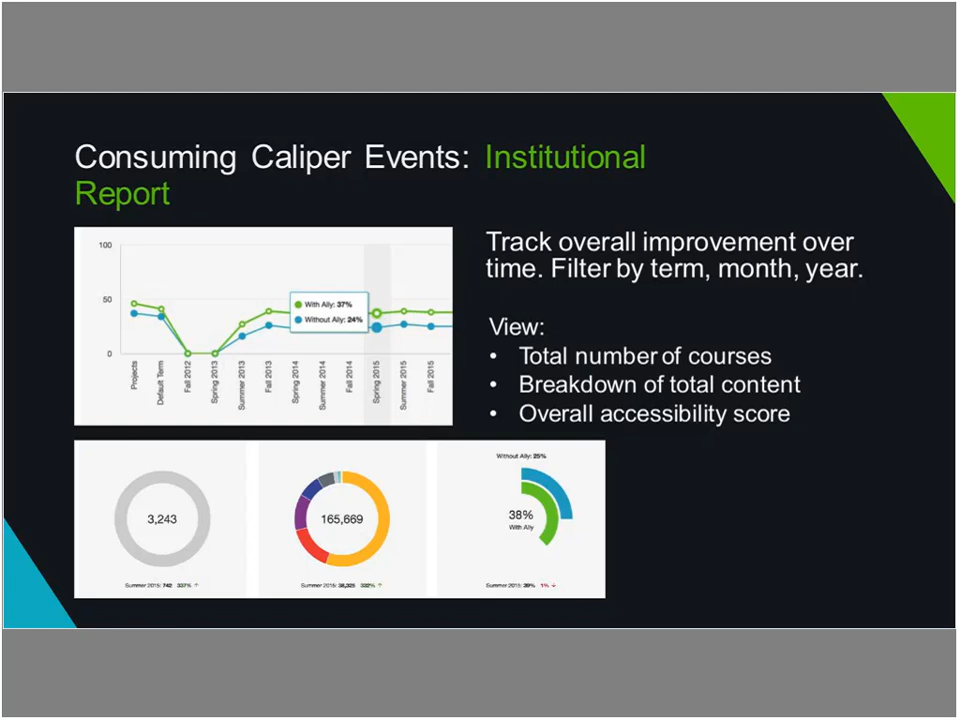 Consuming Caliper Events: Institutional
Report
100
50
0
With Ally: 37%
Without Ally: 24%
Projects
Default Term
Fall 2012
Spring 2013
Summer 2013
Fall 2013
Spring 2014
Summer 2014
Fall 2014
Spring 2015
Summer 2015
Fall 2015
Track overall improvement over
time. Filter by term, month, year.
View:
• Total number of courses
• Breakdown of total content
• Overall accessibility score
3,243
Summer 2015: 742 337% ↑
165,669
Summer 2015: 38,325 332% ↑
Without Ally: 25%
38%
With Ally
Summer 2015: 39% 1% ↓